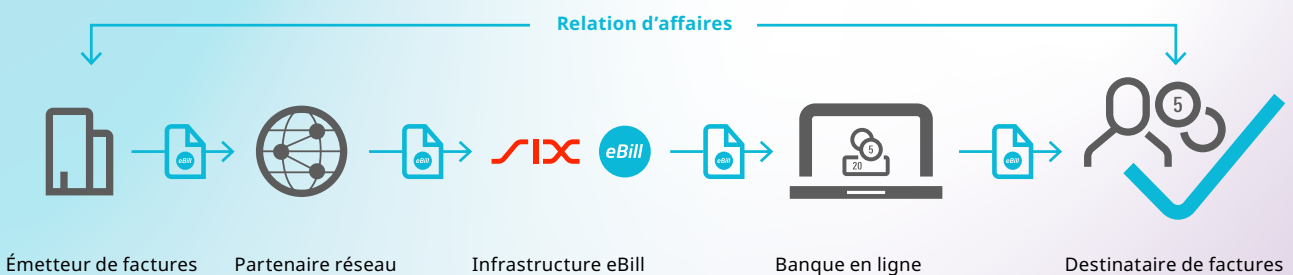 Relation d’affaires
eBill
eBill
SIX eBill
eBill
5
20
eBill
5
Émetteur de factures
Partenaire réseau
Infrastructure eBill
Banque en ligne
Destinataire de factures